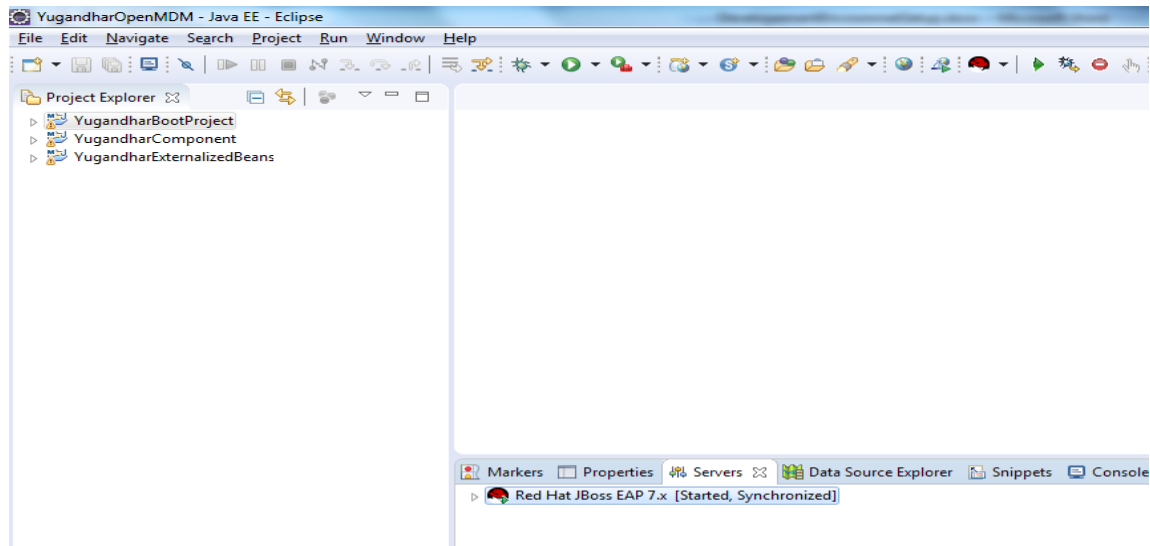 YugandharOpenMDM - Java EE - Eclipse
File Edit Navigate Search Project Run Window Help
Project Explorer
YugandharBootProject
YugandharComponent
YugandharExternalizedBeans
Markers Properties Servers Data Source Explorer Snippets Console
Red Hat JBoss EAP 7.x [Started, Synchronized]